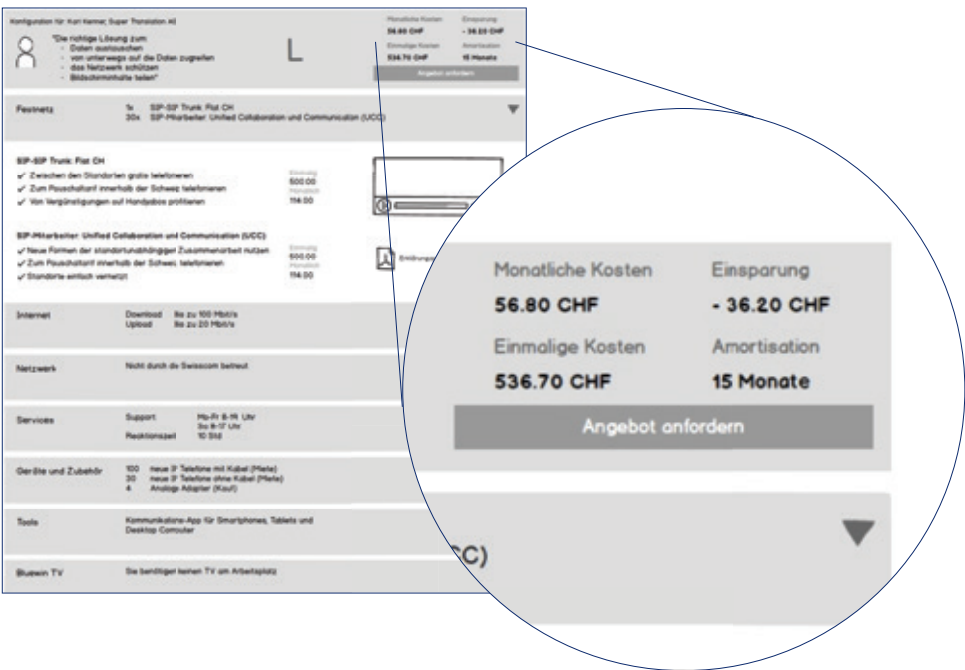 Konfiguration für: Kurt Kenner, Super Translation AG
"Die richtige Lösung zum:
- Daten austauschen
- von unterwegs auf die Daten zugreifen
- das Netzwerk schützen
- Bildschirminhalte teilen"
L
Monatliche Kosten Einsparung
56.80 CHF - 36.20 CHF
Einmalige Kosten Amortisation
536.70 CHF 15 Monate
Angebot anfordern
Festnetz 1x SIP-SIP Trunk: Flat CH
30x SIP-Mitarbeiter: Unified Collaboration und Communication (UCC)
SIP-SIP Trunk: Flat CH
✓ Zwischen den Standorten gratis telefonieren
✓ Zum Pauschaltarif innerhalb der Schweiz telefonieren
✓ Von Vergünstigungen auf Handyabos profitieren
Einmalig
500.00
Monatlich
114.00
SIP-Mitarbeiter: Unified Collaboration und Communication (UCC)
✓ Neue Formen der standortunabhängiger Zusammenarbeit nutzen
✓ Zum Pauschaltarif innerhalb der Schweiz telefonieren
✓ Standorte einfach vernetzt
Einmalig
500.00
Monatlich
114.00
Internet Download Bis zu 100 Mbit/s
Upload Bis zu 20 Mbit/s
Netzwerk Nicht durch die Swisscom betreut
Services Support Mo-Fr 8-19 Uhr
Sa 8-17 Uhr
Reaktionszeit 10 Std
Geräte und Zubehör 100 neue IP Telefone mit Kabel (Miete)
30 neue IP Telefone ohne Kabel (Miete)
4 Analoge Adapter (Kauf)
Tools Kommunikations-App für Smartphones, Tablets und
Desktop Computer
Bluewin TV Sie benötigen keinen TV am Arbeitsplatz
Monatliche Kosten Einsparung
56.80 CHF - 36.20 CHF
Einmalige Kosten Amortisation
536.70 CHF 15 Monate
Angebot anfordern
CC)